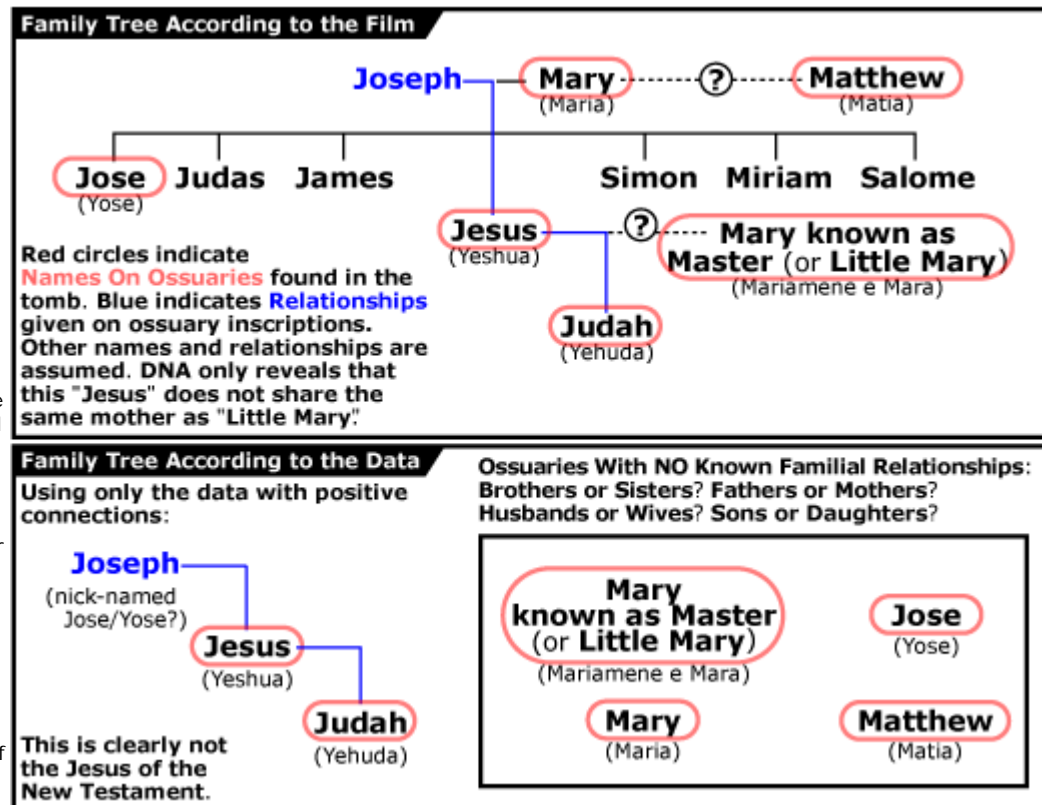 Family Tree According to the Film
Joseph
Mary
(Maria)
?
Matthew
(Matia)
Jose
(Yose)
Judas
James
Simon
Miriam
Salome
Jesus
(Yeshua)
?
Mary known as
Master (or Little Mary)
(Mariamene e Mara)
Judah
(Yehuda)
Red circles indicate
Names On Ossuaries found in the
tomb. Blue indicates Relationships
given on ossuary inscriptions.
Other names and relationships are
assumed. DNA only reveals that
this "Jesus" does not share the
same mother as "Little Mary".
Family Tree According to the Data
Using only the data with positive
connections:
Joseph
(nick-named
Jose/Yose?)
Jesus
(Yeshua)
Judah
(Yehuda)
This is clearly not
the Jesus of the
New Testament.
Ossuaries With NO Known Familial Relationships:
Brothers or Sisters? Fathers or Mothers?
Husbands or Wives? Sons or Daughters?
Mary
known as Master
(or Little Mary)
(Mariamene e Mara)
Jose
(Yose)
Mary
(Maria)
Matthew
(Matia)